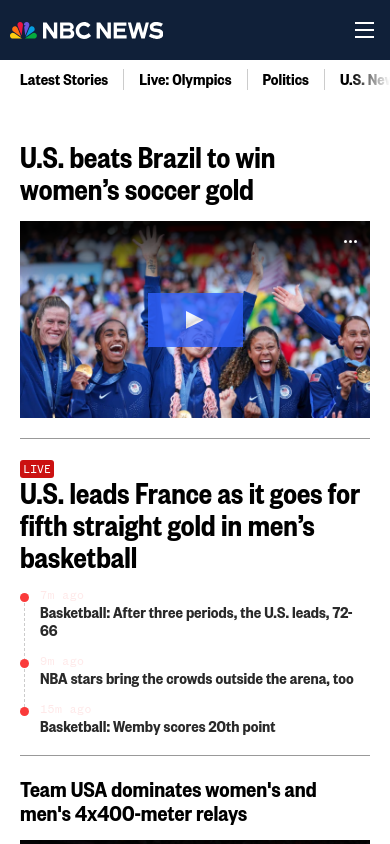 NBC NEWS
Latest Stories
Live: Olympics
Politics
U.S. New
U.S. beats Brazil to win
women’s soccer gold
LIVE
U.S. leads France as it goes for
fifth straight gold in men’s
basketball
7m ago
Basketball: After three periods, the U.S. leads, 72-
66
9m ago
NBA stars bring the crowds outside the arena, too
15m ago
Basketball: Wemby scores 20th point
Team USA dominates women's and
men's 4x400-meter relays